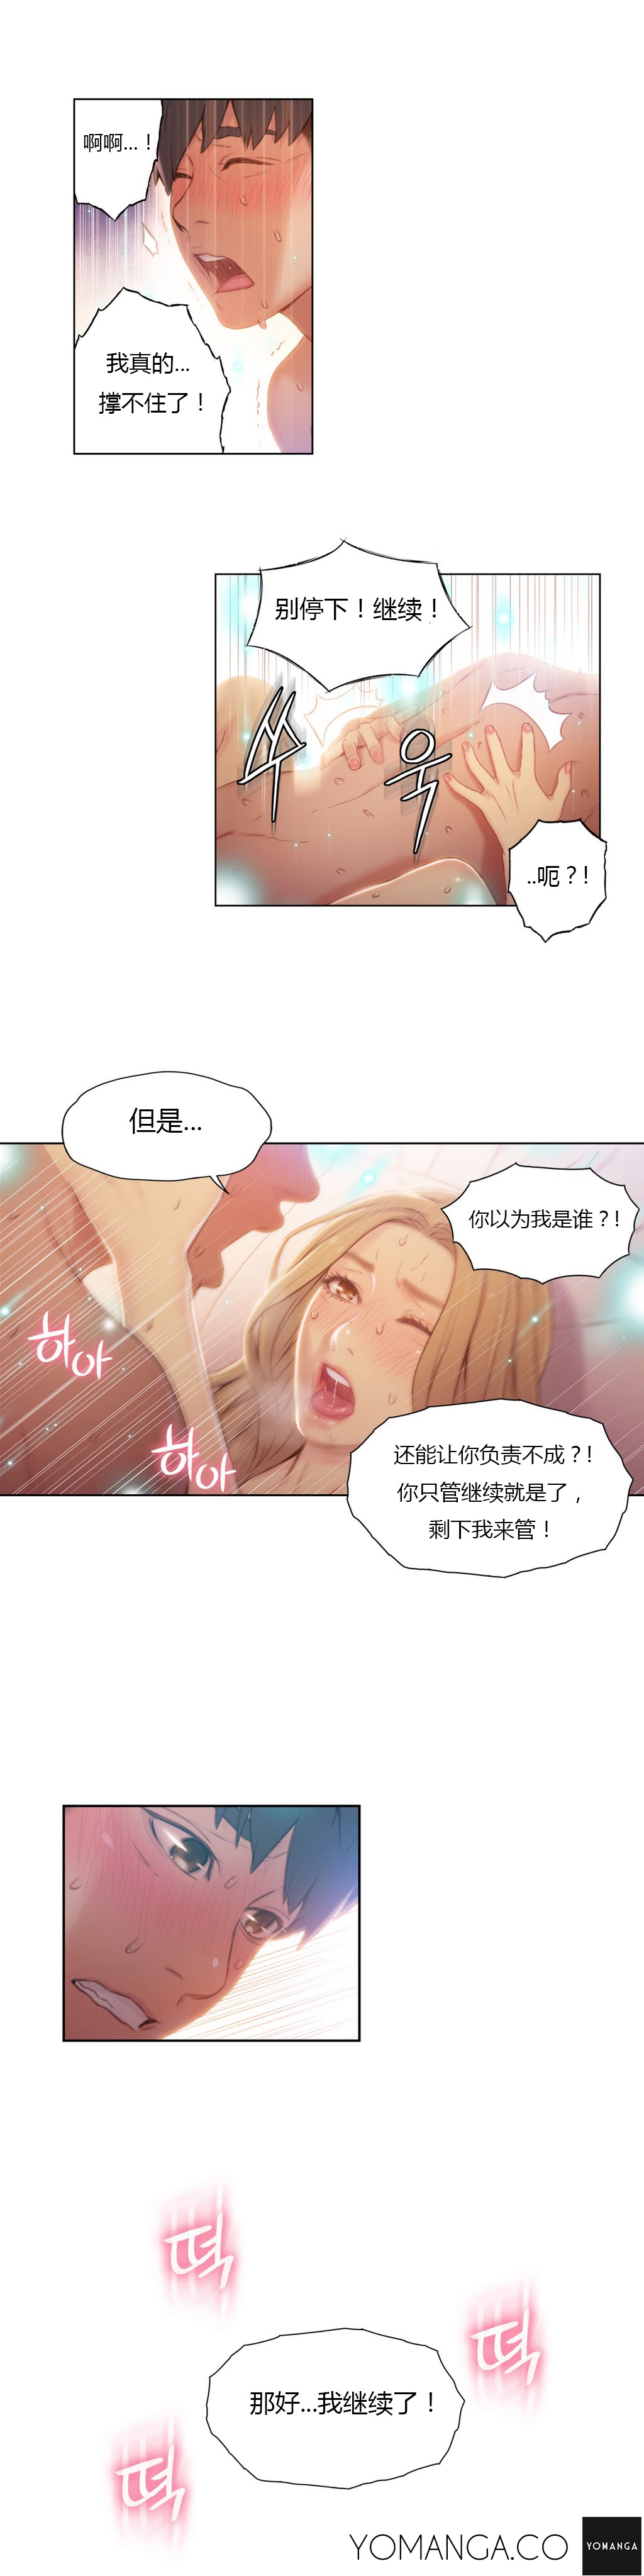 啊啊...！
我真的...
撑不住了！
别停下！继续！
슥
욱
..呃？！
但是...
你以为我是谁？！
하아
还能让你负责不成？！
你只管继续就是了，
剩下我来管！
하아
떡
떡
那好...我继续了！
떡
YOMANGA.CO
YOMANGA